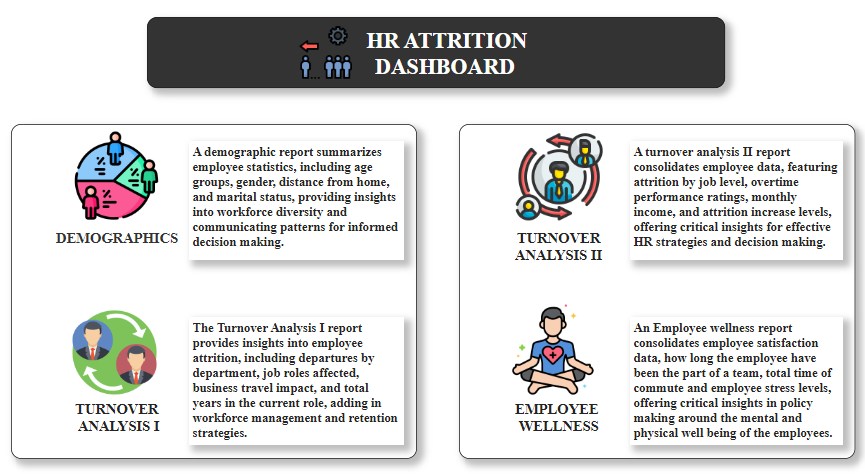 HR ATTRITION
DASHBOARD
A demographic report summarizes
employee statistics, including age
groups, gender, distance from home,
and marital status, providing insights
into workforce diversity and
communicating patterns for informed
decision making.
DEMOGRAPHICS
The Turnover Analysis I report
provides insights into employee
attrition, including departures by
department, job roles affected,
business travel impact, and total
years in the current role, adding in
workforce management and retention
strategies.
TURNOVER
ANALYSIS I
A turnover analysis II report
consolidates employee data, featuring
attrition by job level, overtime
performance ratings, monthly
income, and attrition increase levels,
offering critical insights for effective
HR strategies and decision making.
TURNOVER
ANALYSIS II
An Employee wellness report
consolidates employee satisfaction
data, how long the employee have
been the part of a team, total time of
commute and employee stress levels,
offering critical insights in policy
making around the mental and
physical well being of the employees.
EMPLOYEE
WELLNESS